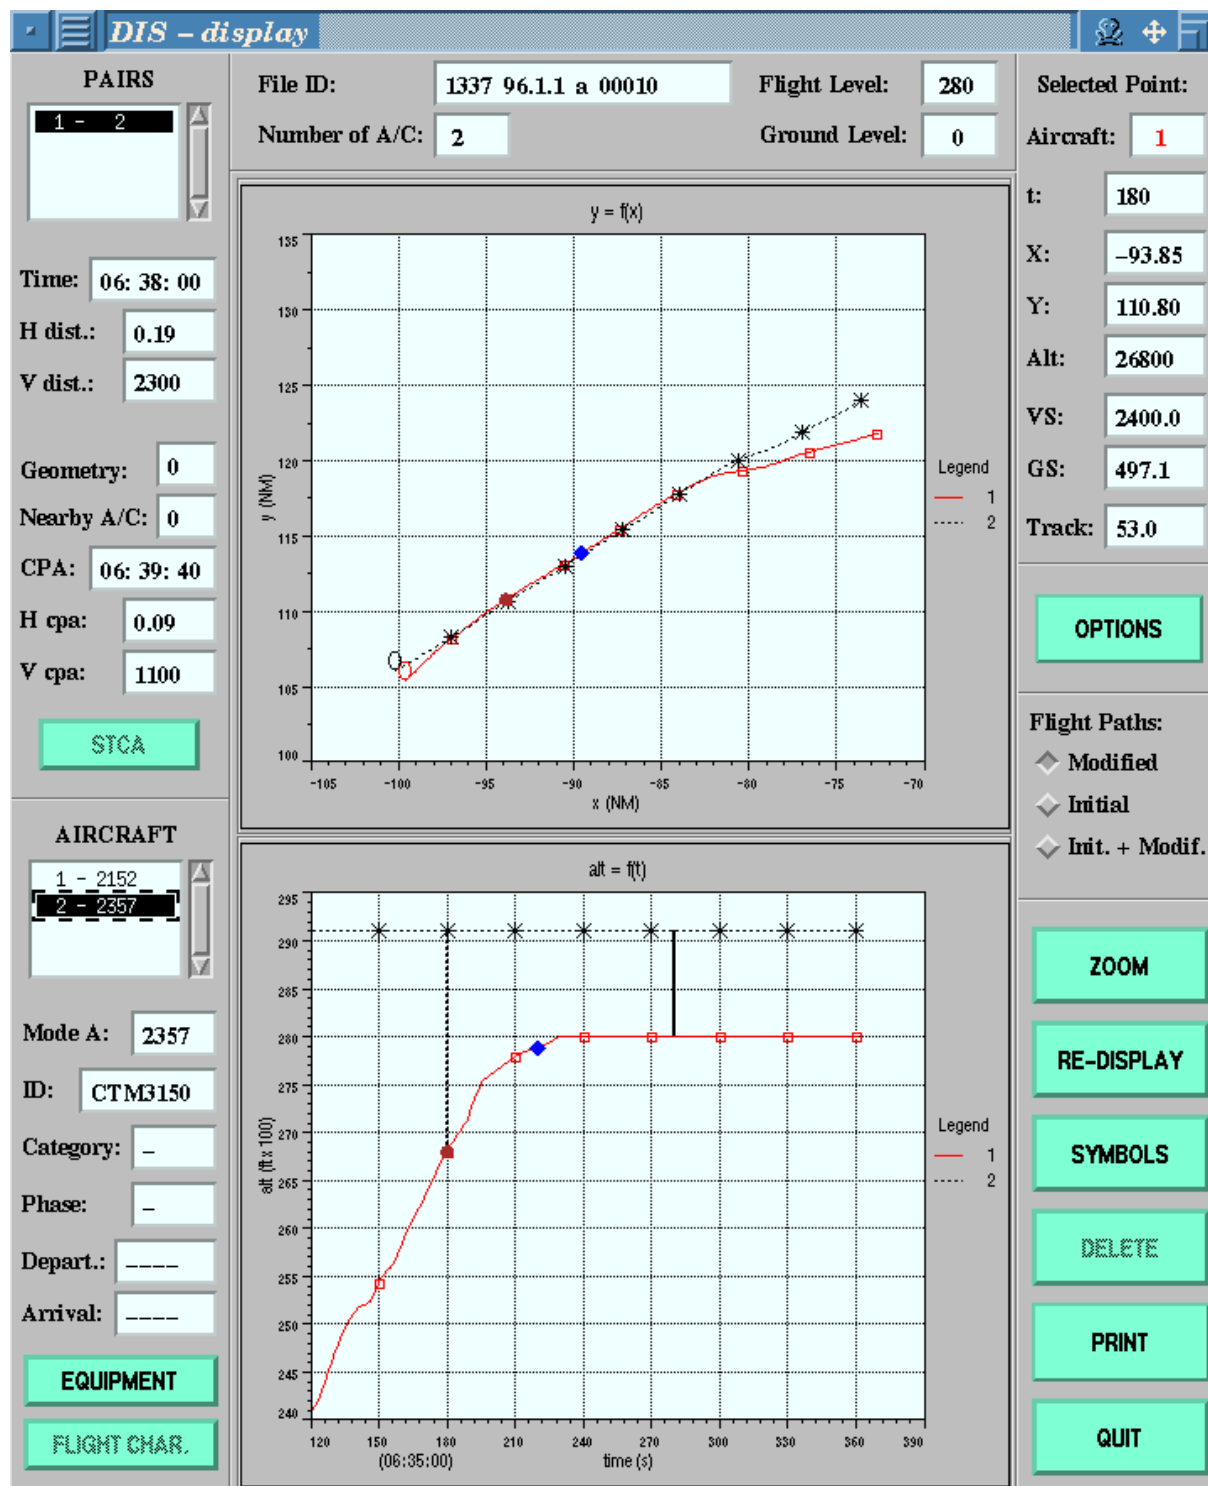 DIS – display
PAIRS
1 - 2
Time: 06: 38: 00
H dist.: 0.19
V dist.: 2300
Geometry: 0
Nearby A/C: 0
CPA: 06: 39: 40
H cpa: 0.09
V cpa: 1100
STCA
AIRCRAFT
1 - 2152
2 - 2357
Mode A: 2357
ID: CTM3150
Category: –
Phase: –
Depart.: ----
Arrival: ----
EQUIPMENT
FLIGHT CHAR.
File ID: 1337 96.1.1 a 00010
Flight Level: 280
Number of A/C: 2
Ground Level: 0
y = f(x)
135
130
125
120
115
110
105
100
y (NM)
-105 -100 -95 -90 -85 -80 -75 -70
x (NM)
Legend
1
2
alt = f(t)
295
290
285
280
275
270
265
260
255
250
245
240
alt (ft x 100)
120 150 180 210 240 270 300 330 360 390
(06:35:00) time (s)
Legend
1
2
Selected Point:
Aircraft: 1
t: 180
X: –93.85
Y: 110.80
Alt: 26800
VS: 2400.0
GS: 497.1
Track: 53.0
OPTIONS
Flight Paths:
Modified
Initial
Init. + Modif.
ZOOM
RE–DISPLAY
SYMBOLS
DELETE
PRINT
QUIT